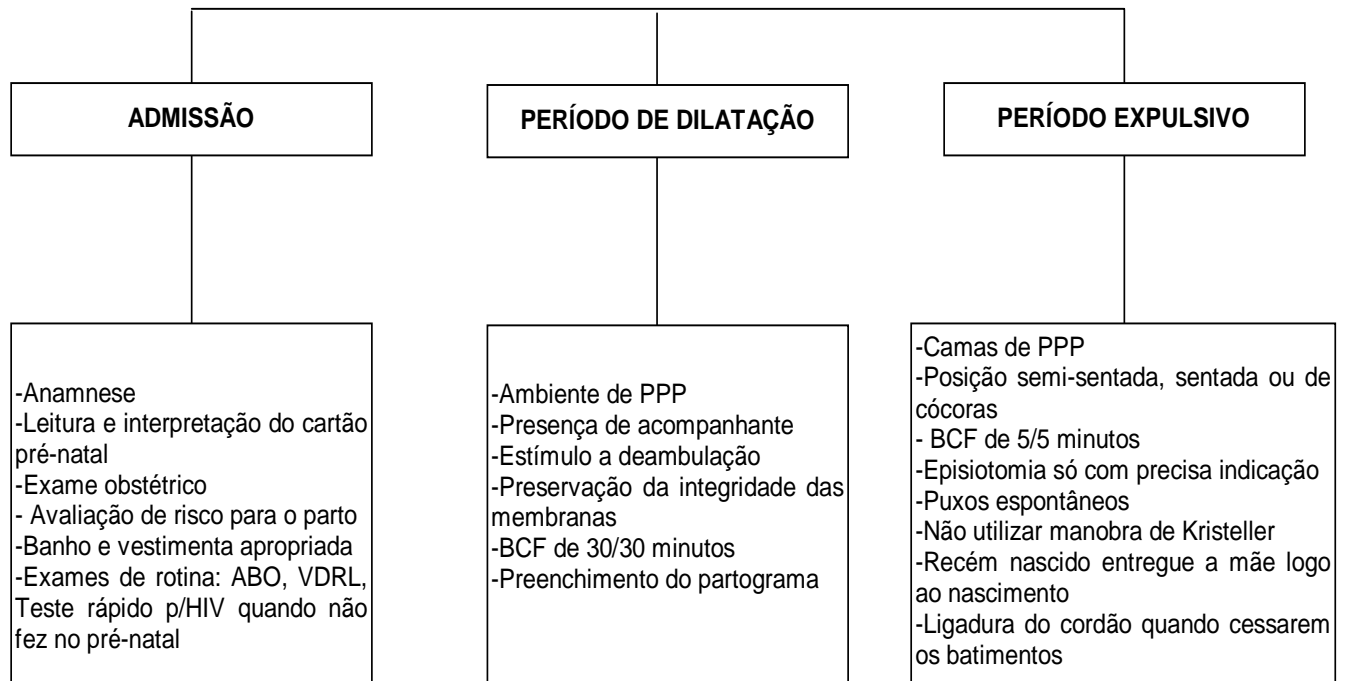 ADMISSÃO
-Anamnese
-Leitura e interpretação do cartão
pré-natal
-Exame obstétrico
- Avaliação de risco para o parto
-Banho e vestimenta apropriada
-Exames de rotina: ABO, VDRL,
Teste rápido p/HIV quando não
fez no pré-natal
PERÍODO DE DILATAÇÃO
-Ambiente de PPP
-Presença de acompanhante
-Estímulo a deambulação
-Preservação da integridade das
membranas
-BCF de 30/30 minutos
-Preenchimento do partograma
PERÍODO EXPULSIVO
-Camas de PPP
-Posição semi-sentada, sentada ou de
cócoras
- BCF de 5/5 minutos
-Episiotomia só com precisa indicação
-Puxos espontâneos
-Não utilizar manobra de Kristeller
-Recém nascido entregue a mãe logo
ao nascimento
-Ligadura do cordão quando cessarem
os batimentos